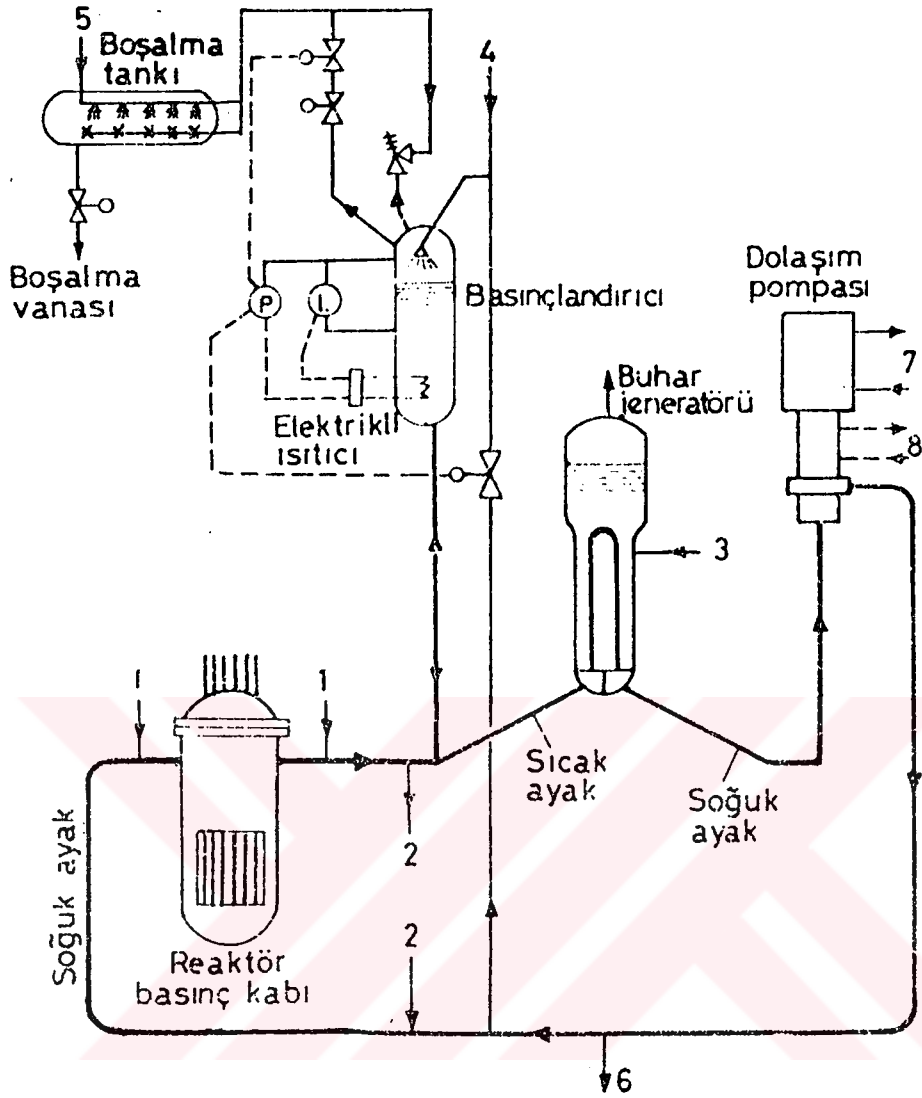 5
Boşalma
tankı
4
Boşalma
vanası
P
L
Basınçlandırıcı
Dolaşım
pompası
7
8
Buhar
jeneratörü
Elektrikli
ısıtıcı
3
1
1
Sıcak
ayak
Soğuk
ayak
2
2
Soğuk ayak
Reaktör
basınç kabı
6